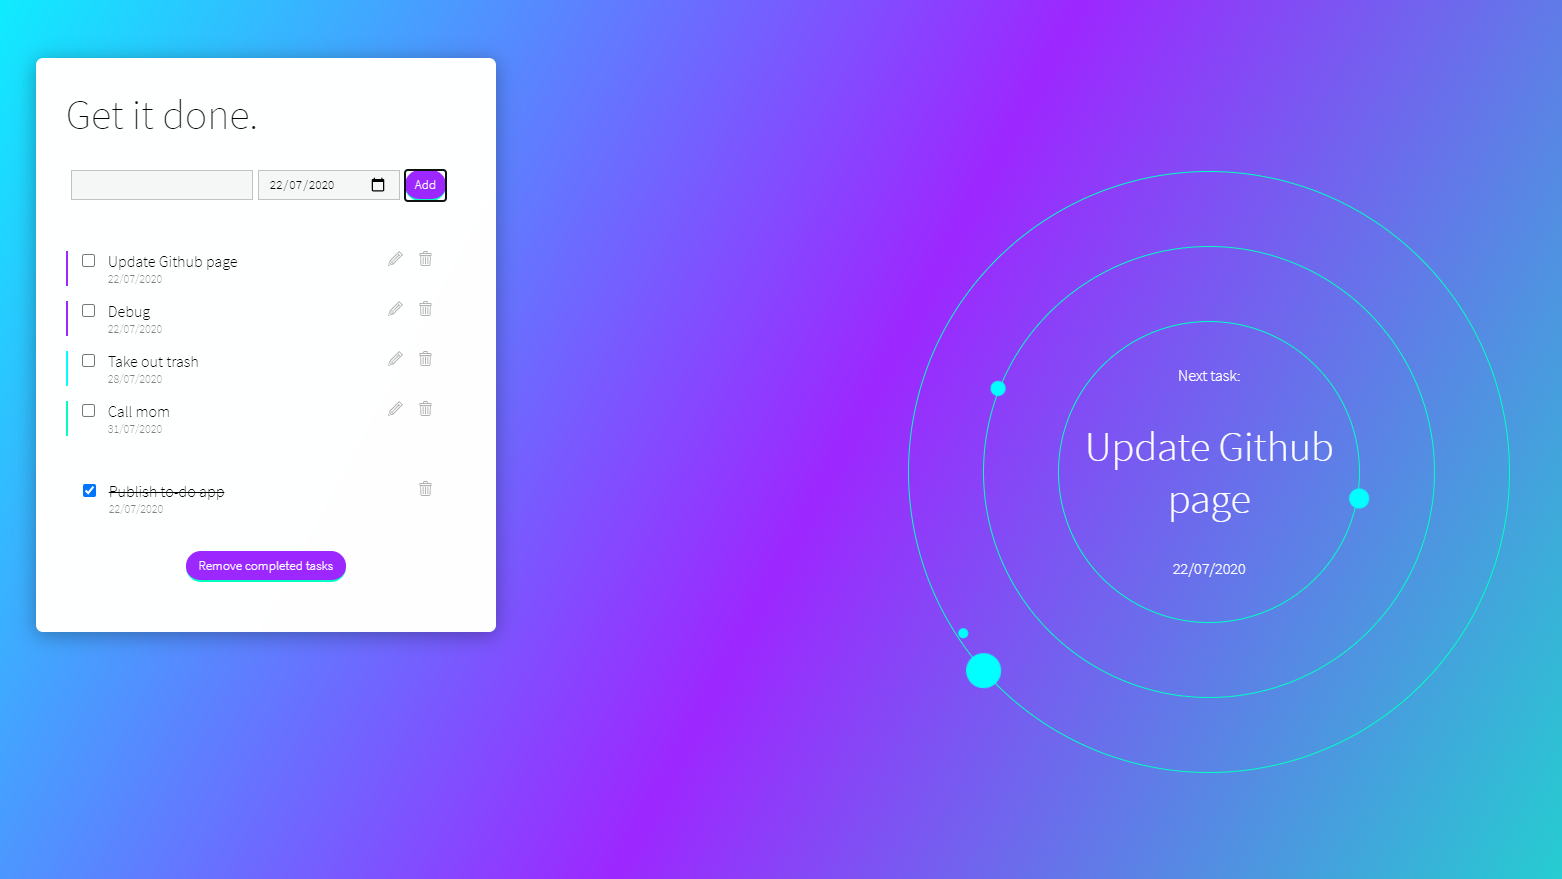 Get it done.
22/07/2020
Add
Update Github page
22/07/2020
Debug
22/07/2020
Take out trash
28/07/2020
Call mom
31/07/2020
Publish to-do app
22/07/2020
Remove completed tasks
Next task:
Update Github
page
22/07/2020